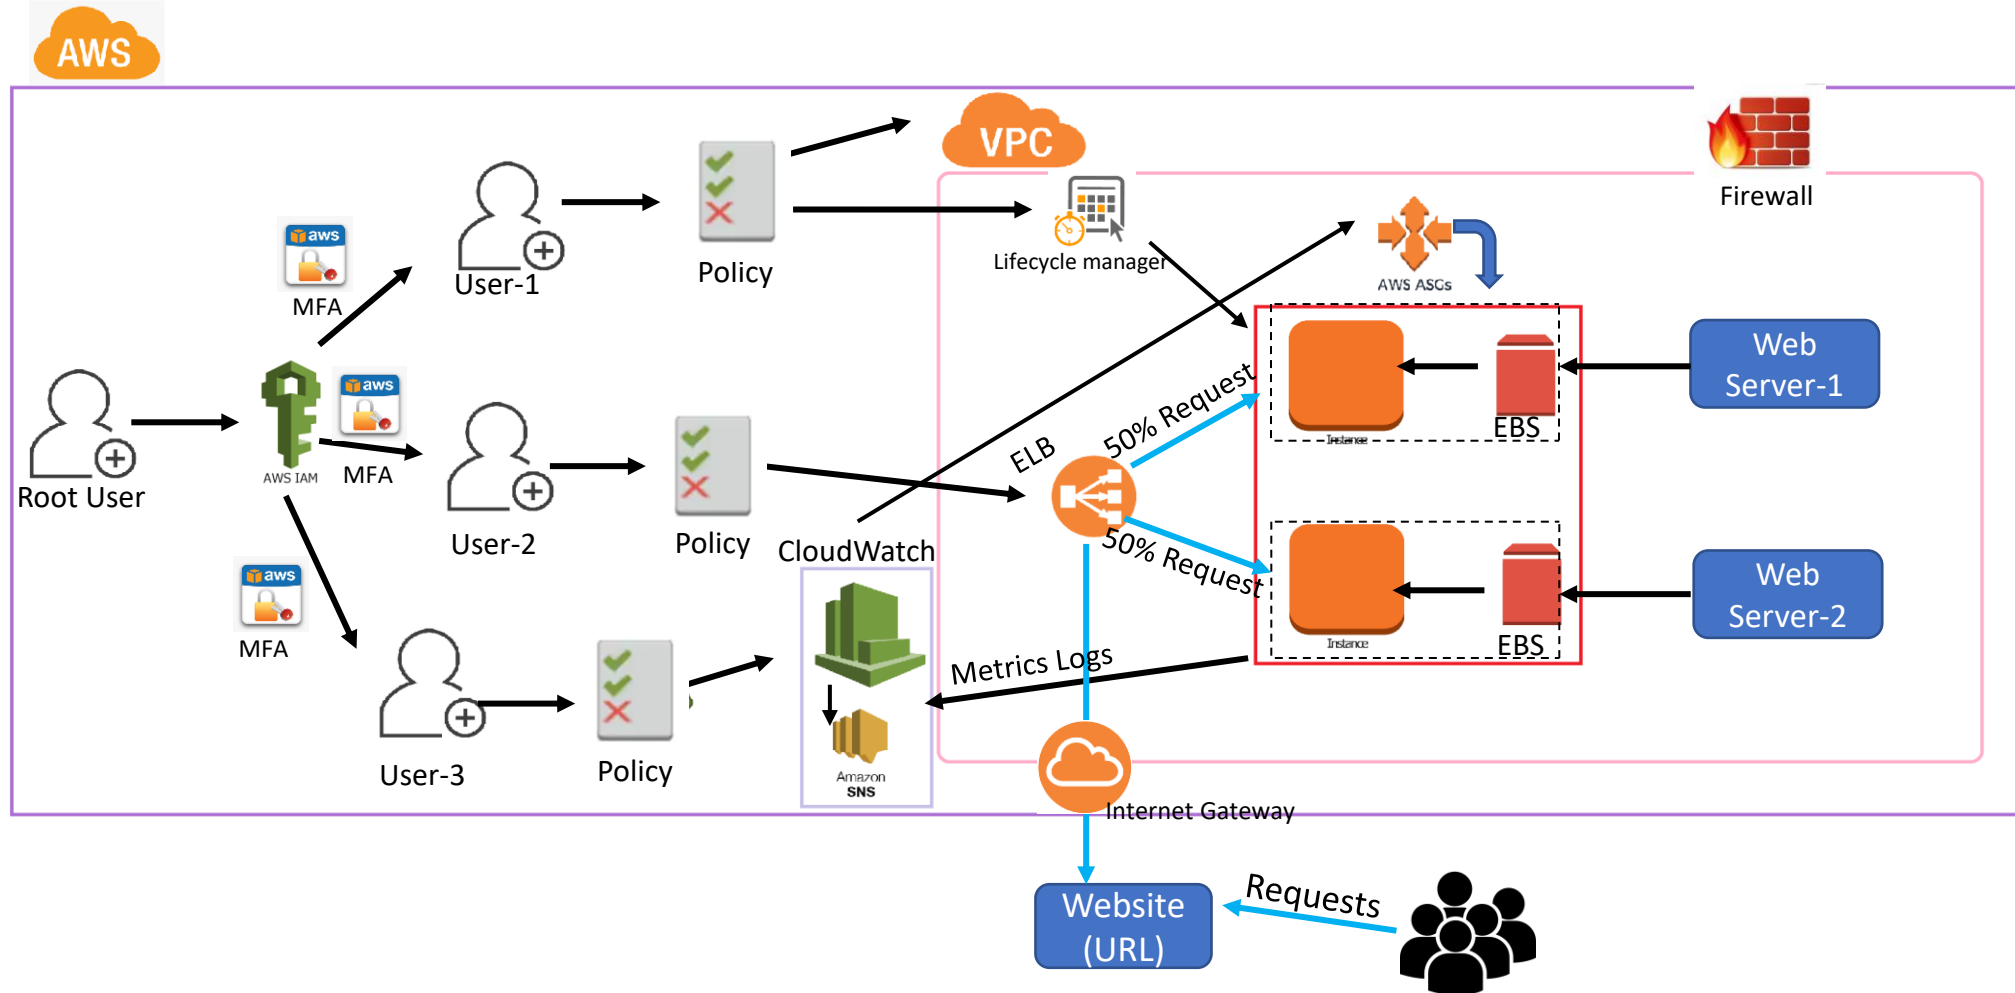 AWS
VPC
Firewall
Lifecycle manager
AWS ASGs
aws
MFA
User-1
Policy
Web
Server-1
Instance
EBS
50% Request
ELB
aws
MFA
AWS IAM
Root User
User-2
Policy
CloudWatch
50% Request
Web
Server-2
Instance
EBS
aws
MFA
Metrics Logs
User-3
Policy
Amazon
SNS
Internet Gateway
Website
(URL)
Requests